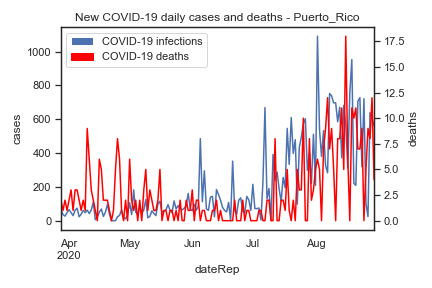 New COVID-19 daily cases and deaths - Puerto_Rico
COVID-19 infections
COVID-19 deaths
cases
1000
800
600
400
200
0
deaths
17.5
15.0
12.5
10.0
7.5
5.0
2.5
0.0
Apr
2020
May
Jun
Jul
Aug
dateRep